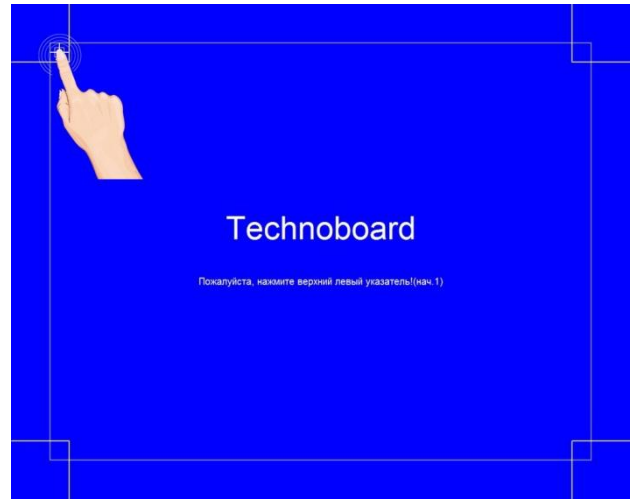 Technoboard
Пожалуйста, нажмите верхний левый указатель!(нач.1)